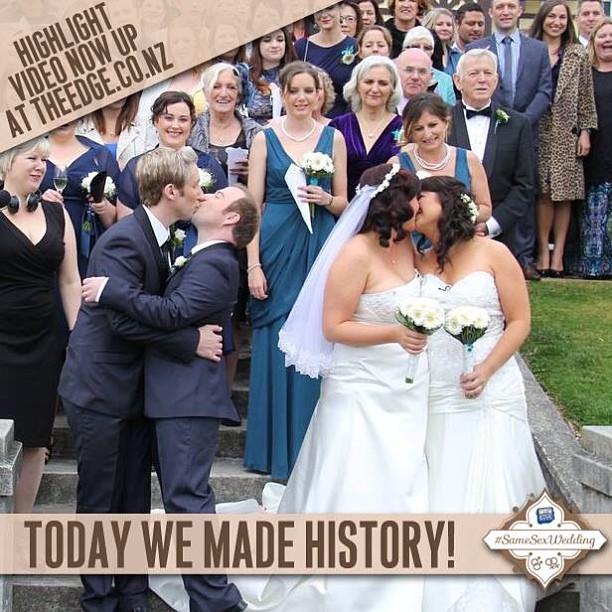 HIGHLIGHT
VIDEO NOW UP
AT THEEDGE.CO.NZ
TODAY WE MADE HISTORY!
#SameSexWedding